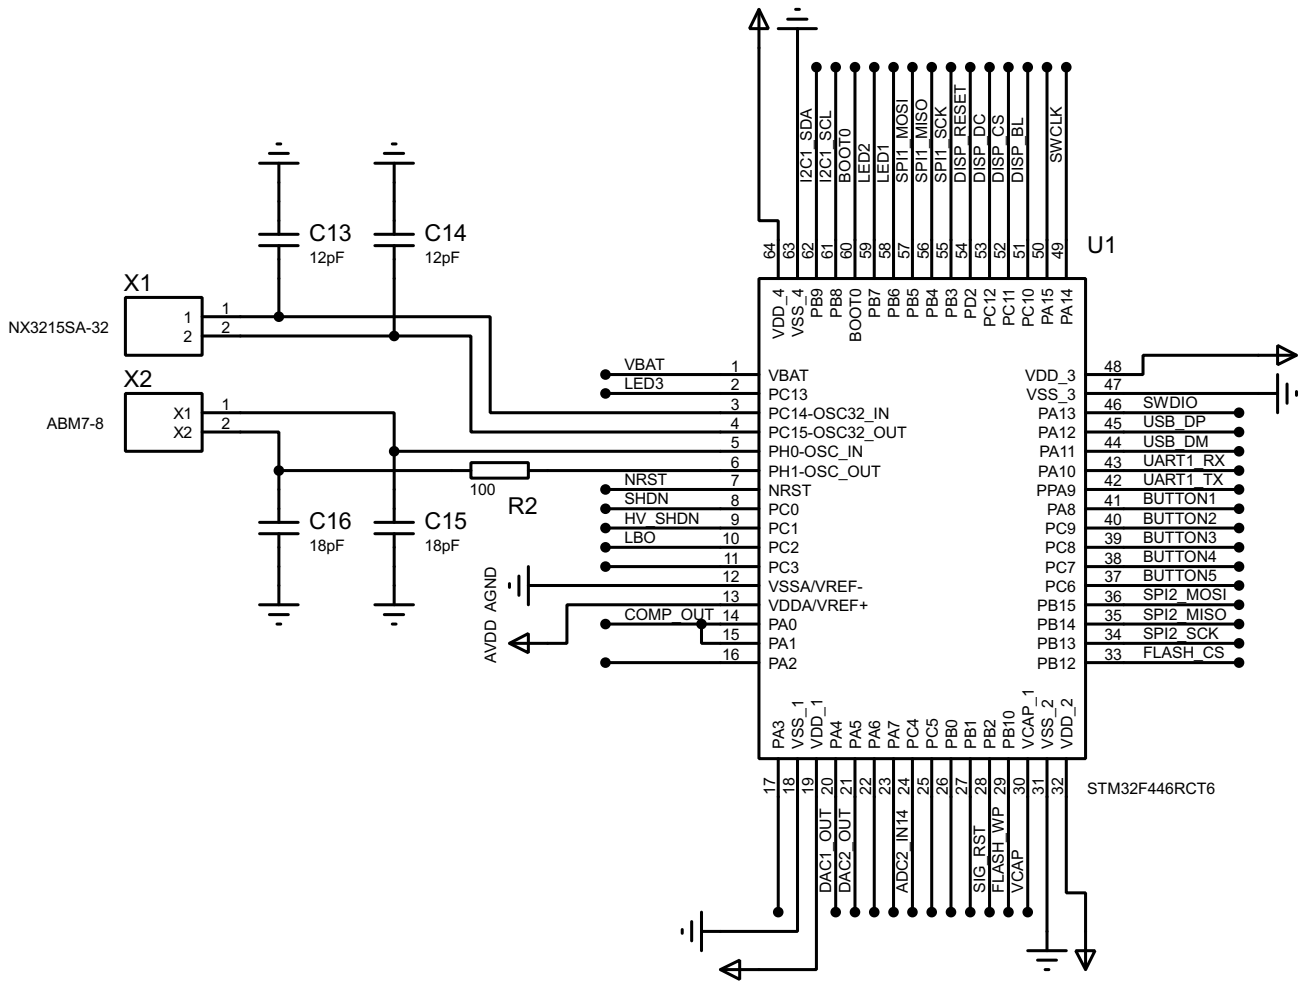 I2C1_SDA
I2C1_SCL
BOOT0
LED2
LED1
SPI1_MOSI
SPI1_MISO
SPI1_SCK
DISP_RESET
DISP_DC
DISP_CS
DISP_BL
SWCLK
64
63
62
61
60
59
58
57
56
55
54
53
52
51
50
49
U1
VDD_4
VSS_4
PB9
PB8
BOOT0
PB7
PB6
PB5
PB4
PB3
PD2
PC12
PC11
PC10
PA15
PA14
C13
12pF
C14
12pF
X1
NX3215SA-32
1 1
2 2
X2
ABM7-8
X1 1
X2 2
C16
18pF
C15
18pF
100
R2
VBAT 1 VBAT
LED3 2 PC13
3 PC14-OSC32_IN
4 PC15-OSC32_OUT
5 PH0-OSC_IN
6 PH1-OSC_OUT
NRST 7 NRST
SHDN 8 PC0
HV_SHDN 9 PC1
LBO 10 PC2
11 PC3
AGND 12 VSSA/VREF-
AVDD 13 VDDA/VREF+
COMP_OUT 14 PA0
15 PA1
16 PA2
VDD_3 48
VSS_3 47
PA13 46 SWDIO
PA12 45 USB_DP
PA11 44 USB_DM
PA10 43 UART1_RX
PPA9 42 UART1_TX
PA8 41 BUTTON1
PC9 40 BUTTON2
PC8 39 BUTTON3
PC7 38 BUTTON4
PC6 37 BUTTON5
PB15 36 SPI2_MOSI
PB14 35 SPI2_MISO
PB13 34 SPI2_SCK
PB12 33 FLASH_CS
PA3
VSS_1
VDD_1
PA4
PA5
PA6
PA7
PC4
PC5
PB0
PB1
PB2
PB10
VCAP_1
VSS_2
VDD_2
17
18
19
20
21
22
23
24
25
26
27
28
29
30
31
32
STM32F446RCT6
DAC1_OUT
DAC2_OUT
ADC2_IN14
SIG_RST
FLASH_WP
VCAP